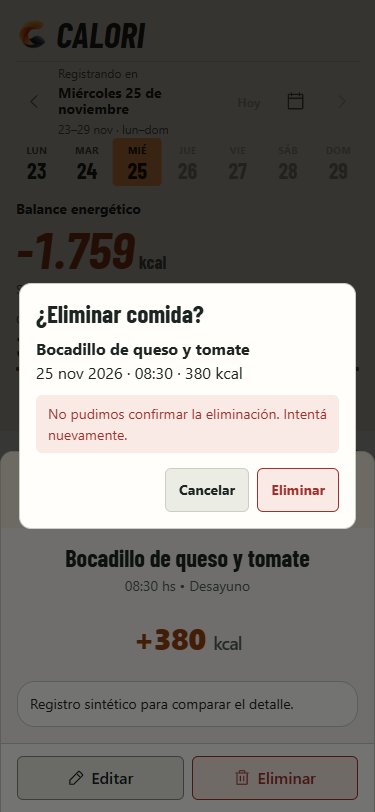 CALORI
Registrando en
Miércoles 25 de
noviembre
Hoy
23–29 nov · lun–dom
LUN MAR MIÉ JUE VIE SÁB DOM
23 24 25 26 27 28 29
Balance energético
-1.759 kcal
¿Eliminar comida?
Bocadillo de queso y tomate
25 nov 2026 · 08:30 · 380 kcal
No pudimos confirmar la eliminación. Intentá
nuevamente.
Cancelar Eliminar
Bocadillo de queso y tomate
08:30 hs • Desayuno
+380 kcal
Registro sintético para comparar el detalle.
Editar Eliminar